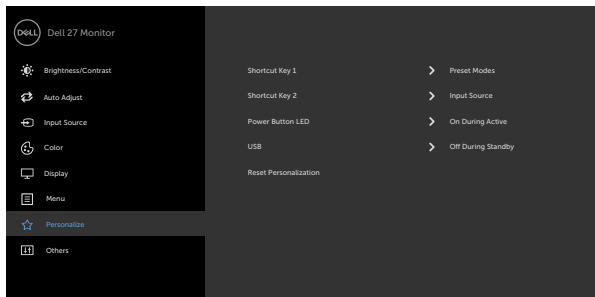 DELL Dell 27 Monitor
Brightness/Contrast
Auto Adjust
Input Source
Color
Display
Menu
Personalize
Others
Shortcut Key 1 Preset Modes
Shortcut Key 2 Input Source
Power Button LED On During Active
USB Off During Standby
Reset Personalization